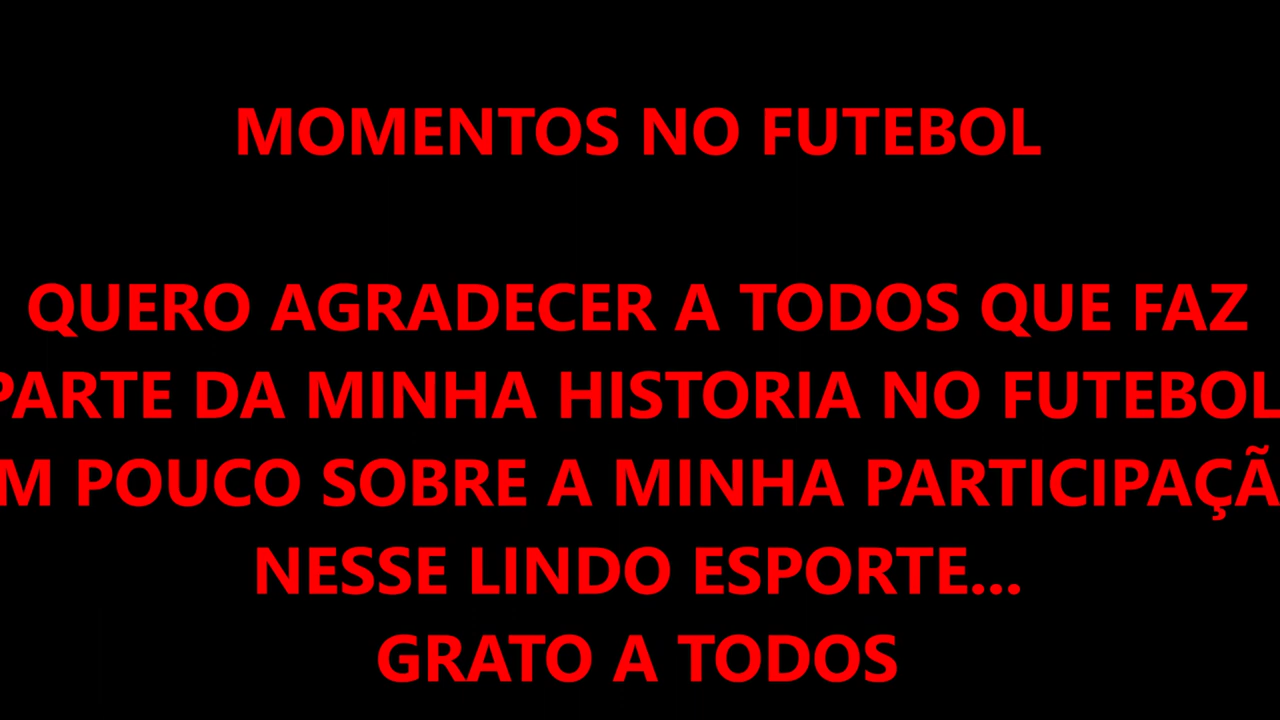 MOMENTOS NO FUTEBOL
QUERO AGRADECER A TODOS QUE FAZ
PARTE DA MINHA HISTORIA NO FUTEBOL
M POUCO SOBRE A MINHA PARTICIPAÇÃ
NESSE LINDO ESPORTE...
GRATO A TODOS